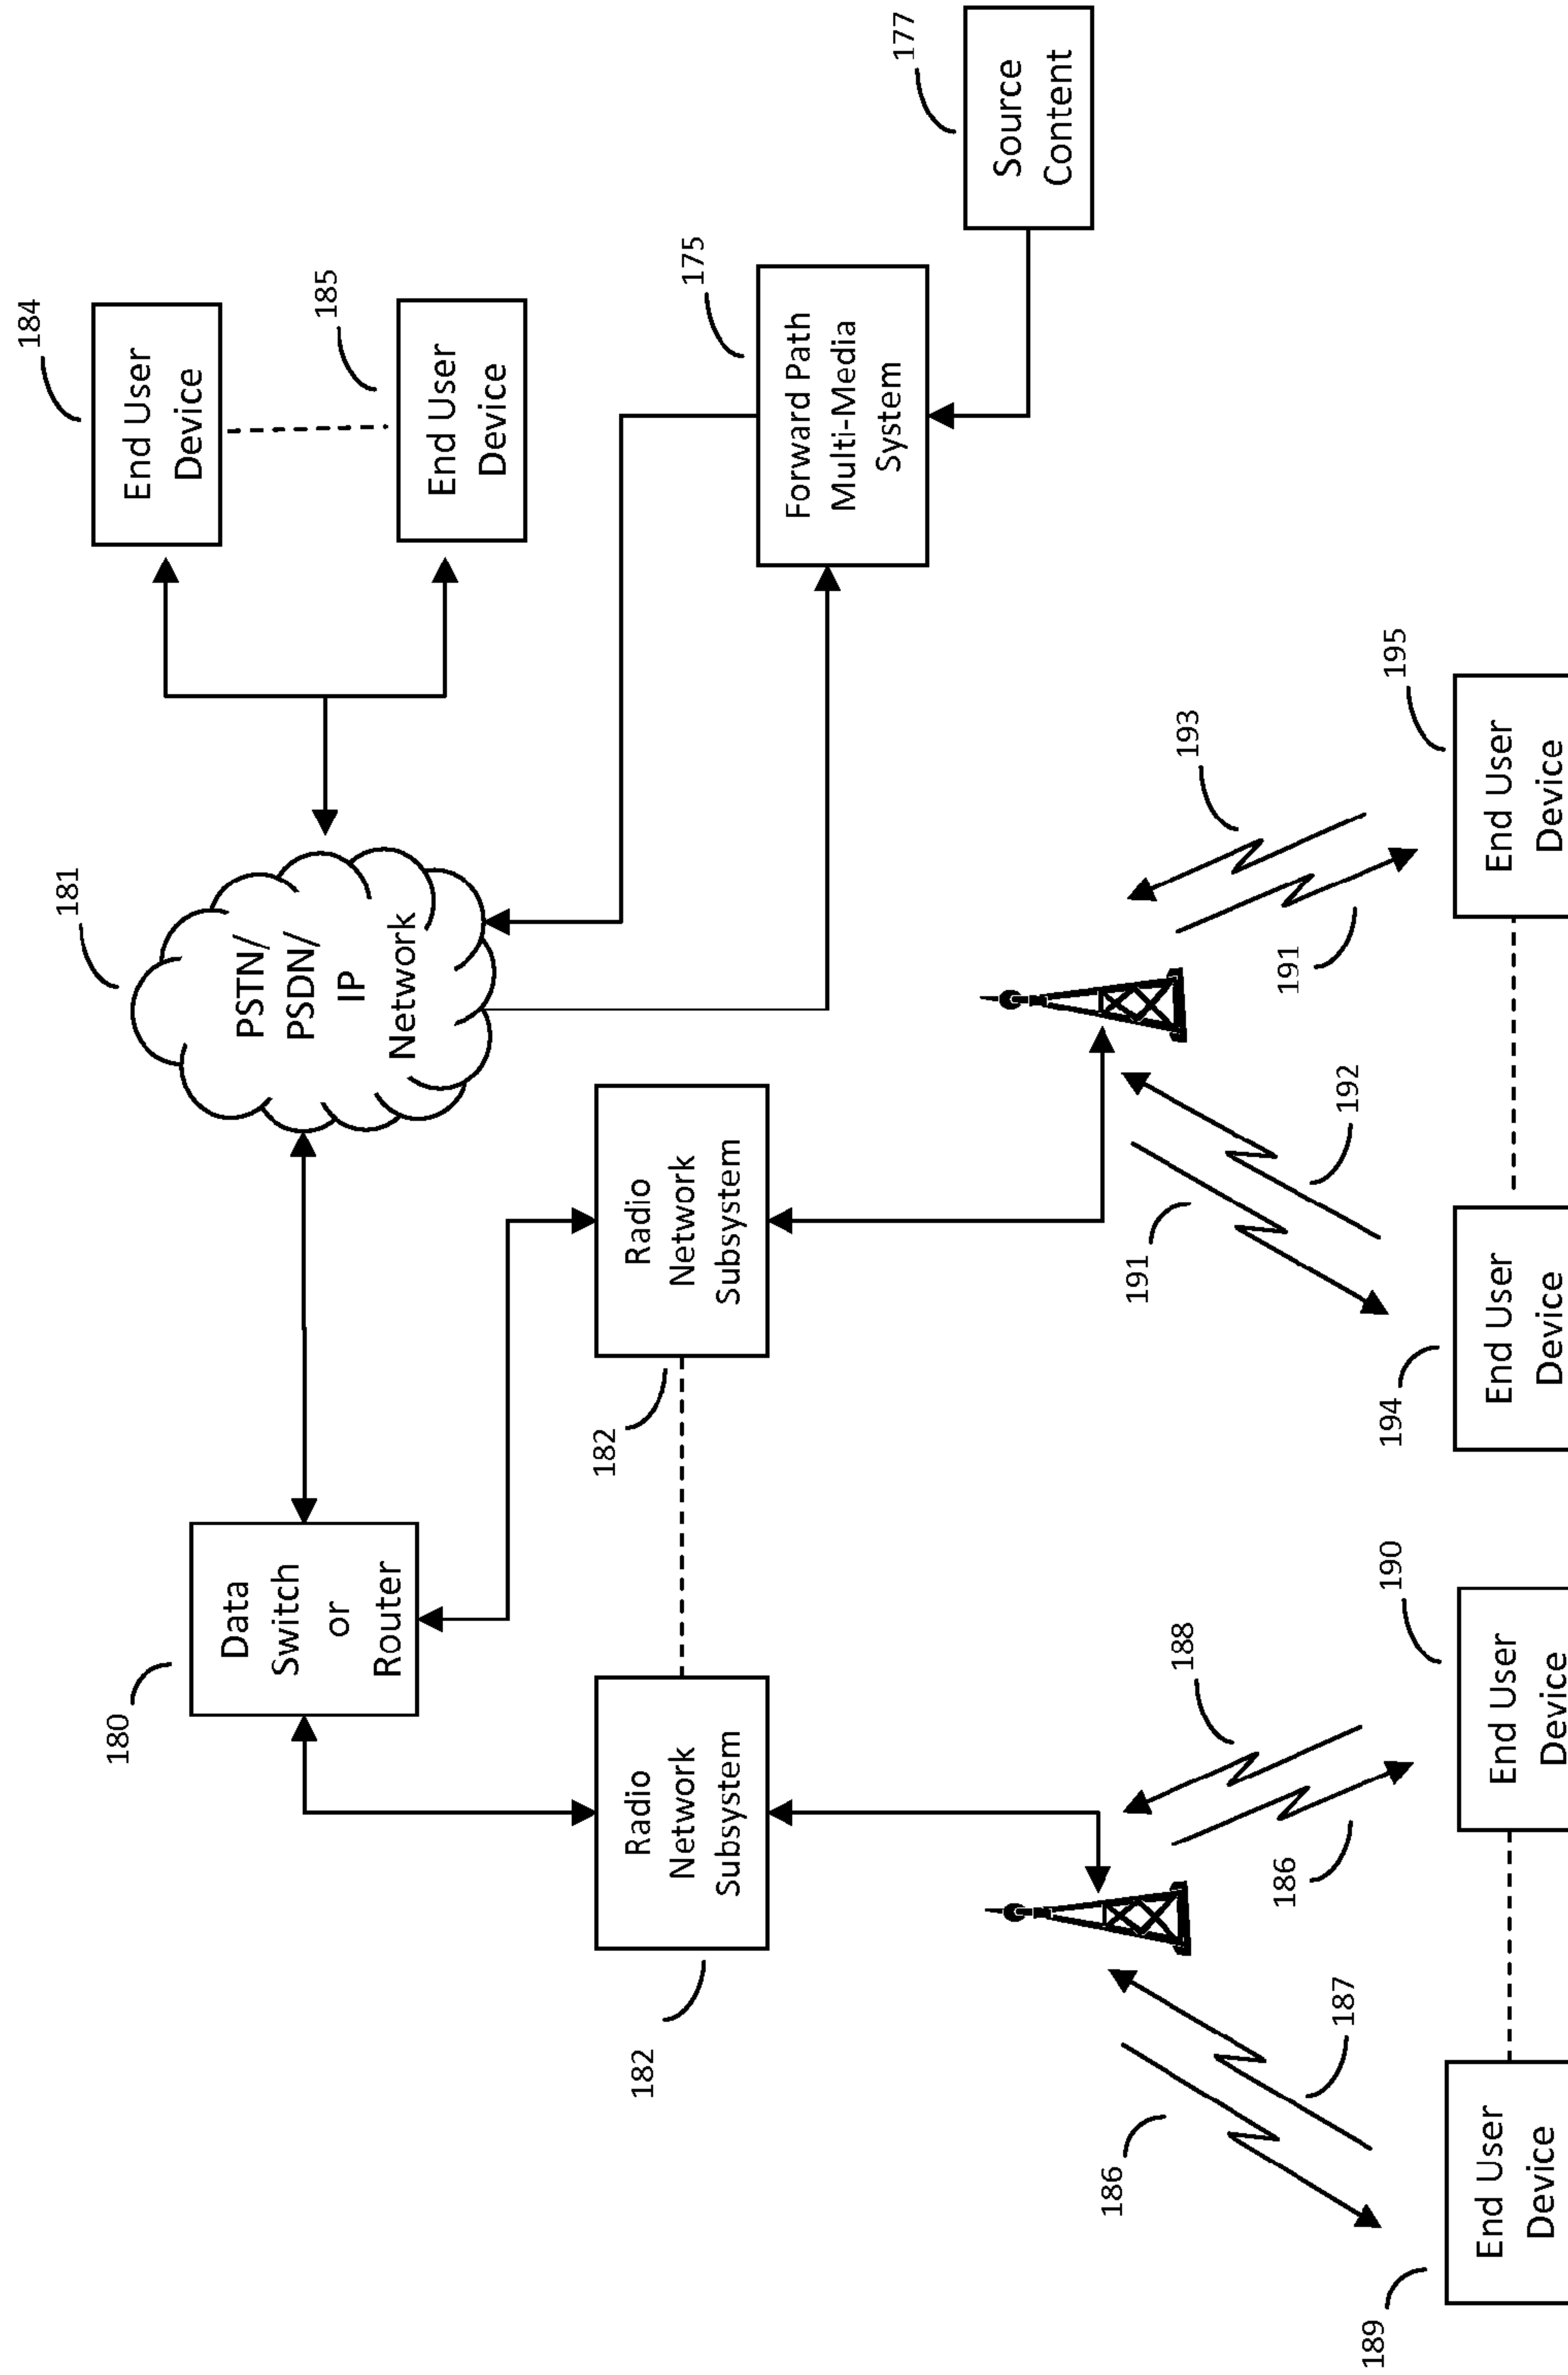 180
Data
Switch
or
Router
181
PSTN/
PSDN/
IP
Network
184
End User
Device
185
End User
Device
182
Radio
Network
Subsystem
182
Radio
Network
Subsystem
175
Forward Path
Multi-Media
System
177
Source
Content
186
187
188
186
191
192
193
191
189
End User
Device
190
End User
Device
194
End User
Device
195
End User
Device